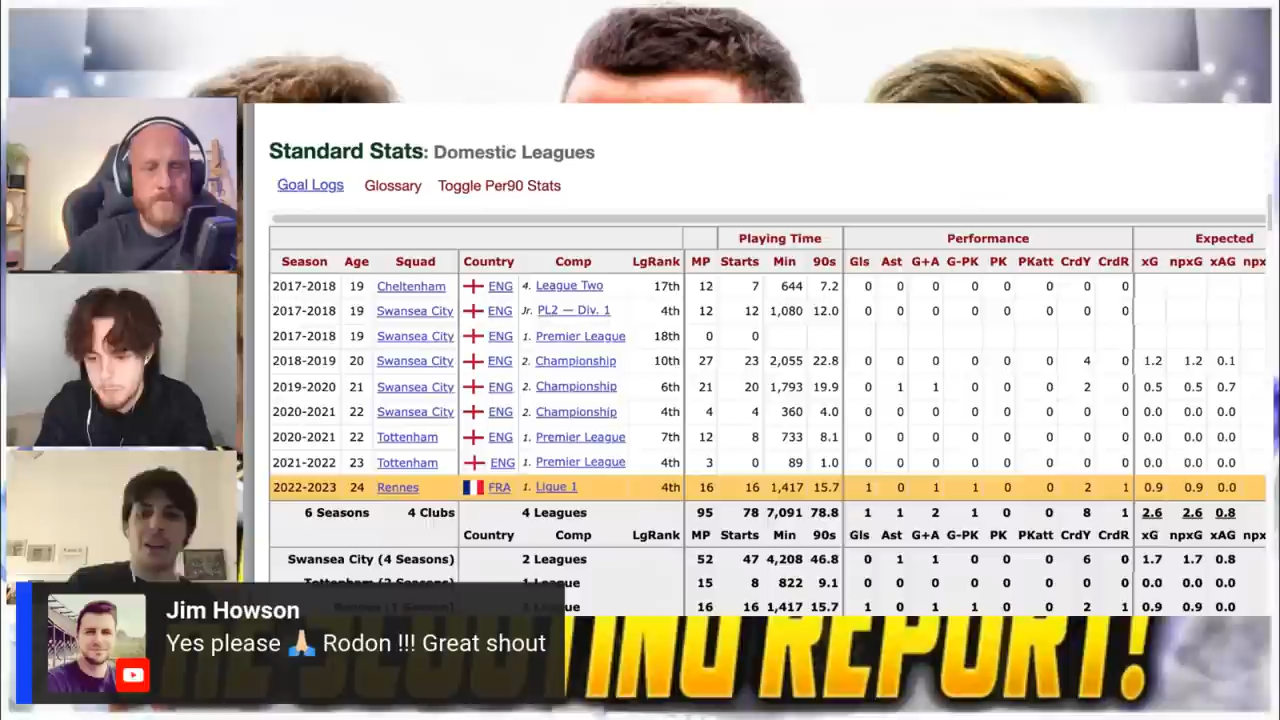 Standard Stats: Domestic Leagues
Goal Logs Glossary Toggle Per90 Stats
Playing Time Performance Expected
Season Age Squad Country Comp LgRank MP Starts Min 90s Gls Ast G+A G-PK PK PKatt CrdY CrdR xG npxG xAG npx
2017-2018 19 Cheltenham ENG 4. League Two 17th 12 7 644 7.2 0 0 0 0 0 0 0 0
2017-2018 19 Swansea City ENG Jr. PL2 — Div. 1 4th 12 12 1,080 12.0 0 0 0 0 0 0 0 0
2017-2018 19 Swansea City ENG 1. Premier League 18th 0 0
2018-2019 20 Swansea City ENG 2. Championship 10th 27 23 2,055 22.8 0 0 0 0 0 0 4 0 1.2 1.2 0.1
2019-2020 21 Swansea City ENG 2. Championship 6th 21 20 1,793 19.9 0 1 1 0 0 0 2 0 0.5 0.5 0.7
2020-2021 22 Swansea City ENG 2. Championship 4th 4 4 360 4.0 0 0 0 0 0 0 0 0 0.0 0.0 0.0
2020-2021 22 Tottenham ENG 1. Premier League 7th 12 8 733 8.1 0 0 0 0 0 0 0 0 0.0 0.0 0.0
2021-2022 23 Tottenham ENG 1. Premier League 4th 3 0 89 1.0 0 0 0 0 0 0 0 0 0.0 0.0 0.0
2022-2023 24 Rennes FRA 1. Ligue 1 4th 16 16 1,417 15.7 1 0 1 1 0 0 2 1 0.9 0.9 0.0
6 Seasons 4 Clubs 4 Leagues 95 78 7,091 78.8 1 1 2 1 0 0 8 1 2.6 2.6 0.8
Country Comp LgRank MP Starts Min 90s Gls Ast G+A G-PK PK PKatt CrdY CrdR xG npxG xAG npx
Swansea City (4 Seasons) 2 Leagues 52 47 4,208 46.8 0 1 1 0 0 0 6 0 1.7 1.7 0.8
Tottenham (2 Seasons) 1 League 15 8 822 9.1 0 0 0 0 0 0 0 0 0.0 0.0 0.0
Rennes (1 Season) 1 League 16 16 1,417 15.7 1 0 1 1 0 0 2 1 0.9 0.9 0.0
Jim Howson
Yes please 🙏🏻 Rodon !!! Great shout
SCOUTING REPORT!